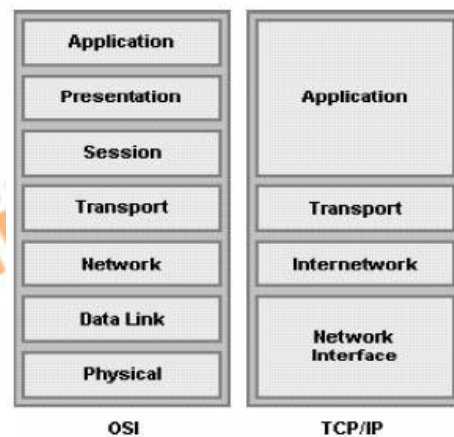 Application
Presentation
Session
Transport
Network
Data Link
Physical
OSI
Application
Transport
Internetwork
Network
Interface
TCP/IP